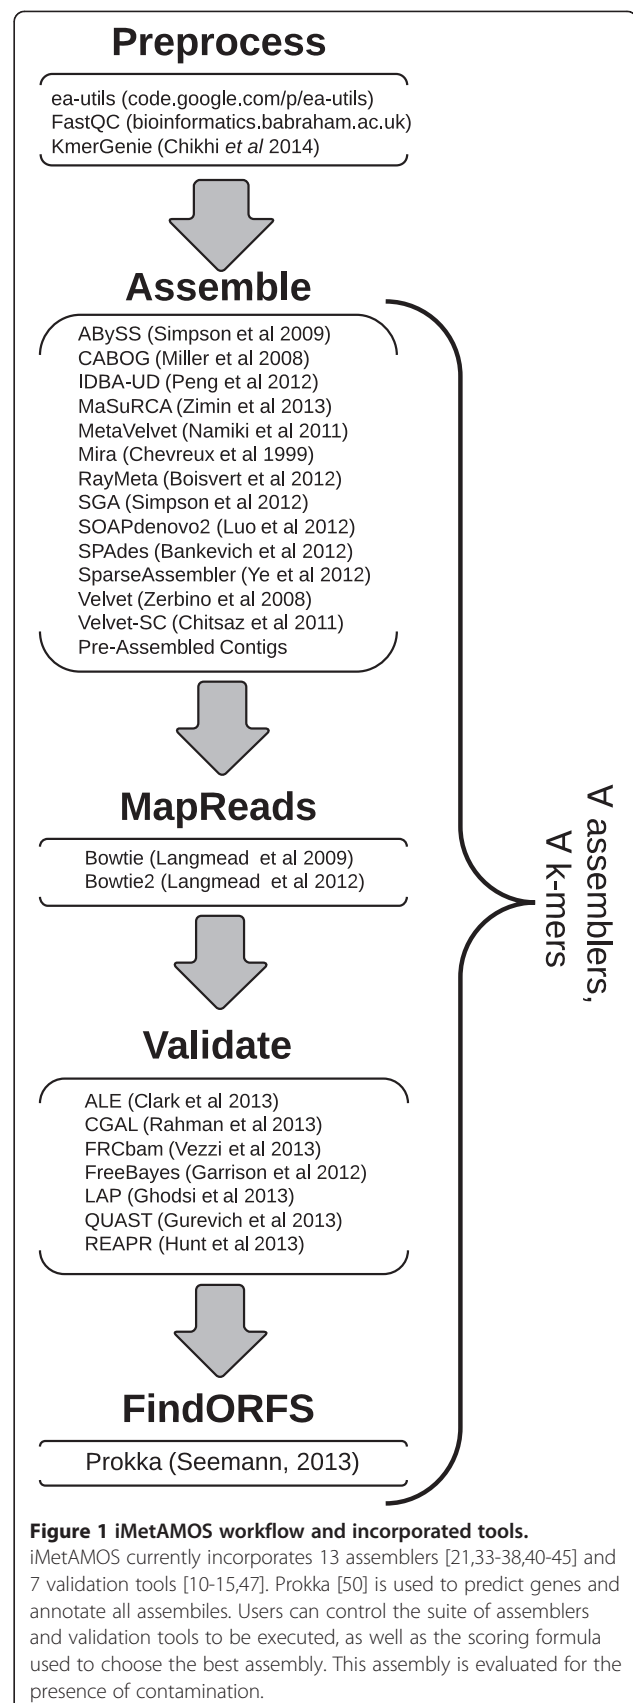 Preprocess
ea-utils (code.google.com/p/ea-utils)
FastQC (bioinformatics.babraham.ac.uk)
KmerGenie (Chikhi et al 2014)
Assemble
ABySS (Simpson et al 2009)
CABOG (Miller et al 2008)
IDBA-UD (Peng et al 2012)
MaSuRCA (Zimin et al 2013)
MetaVelvet (Namiki et al 2011)
Mira (Chevreux et al 1999)
RayMeta (Boisvert et al 2012)
SGA (Simpson et al 2012)
SOAPdenovo2 (Luo et al 2012)
SPAdes (Bankevich et al 2012)
SparseAssembler (Ye et al 2012)
Velvet (Zerbino et al 2008)
Velvet-SC (Chitsaz et al 2011)
Pre-Assembled Contigs
MapReads
Bowtie (Langmead et al 2009)
Bowtie2 (Langmead et al 2012)
Validate
ALE (Clark et al 2013)
CGAL (Rahman et al 2013)
FRCbam (Vezzi et al 2013)
FreeBayes (Garrison et al 2012)
LAP (Ghodsi et al 2013)
QUAST (Gurevich et al 2013)
REAPR (Hunt et al 2013)
FindORFS
Prokka (Seemann, 2013)
∀ assemblers,
∀ k-mers
Figure 1 iMetAMOS workflow and incorporated tools.
iMetAMOS currently incorporates 13 assemblers [21,33-38,40-45] and
7 validation tools [10-15,47]. Prokka [50] is used to predict genes and
annotate all assembiles. Users can control the suite of assemblers
and validation tools to be executed, as well as the scoring formula
used to choose the best assembly. This assembly is evaluated for the
presence of contamination.